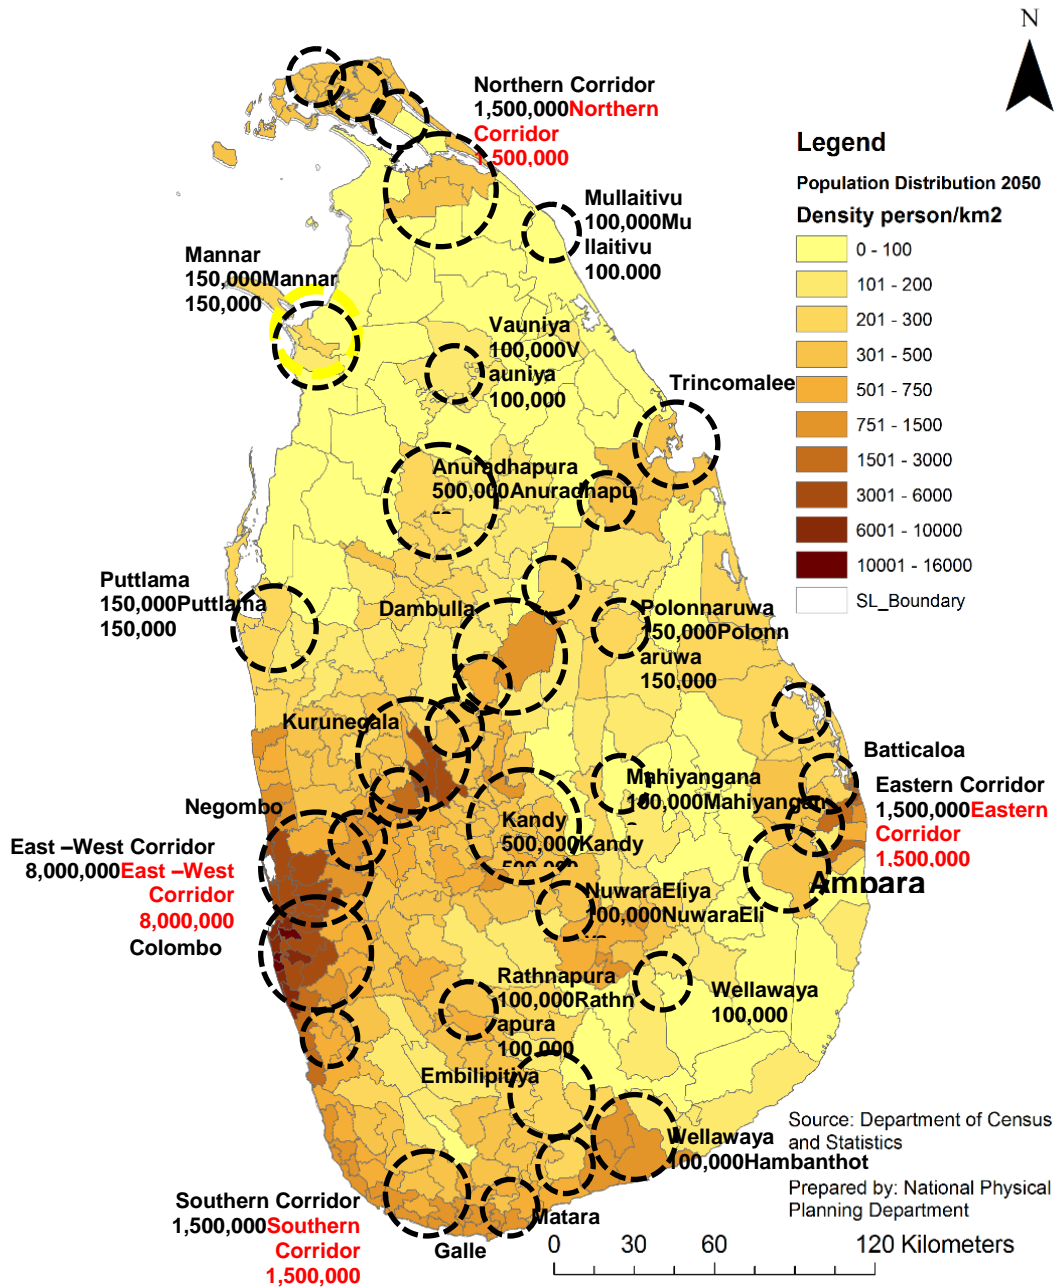 N
Northern Corridor
1,500,000Northern
Corridor
1,500,000
Legend
Population Distribution 2050
Density person/km2
0 - 100
101 - 200
201 - 300
301 - 500
501 - 750
751 - 1500
1501 - 3000
3001 - 6000
6001 - 10000
10001 - 16000
SL_Boundary
Mullaitivu
100,000Mu
llaitivu
100.000
Mannar
150,000Mannar
150,000
Vauniya
100,000V
auniya
100,000
Trincomalee
Anuradhapura
500,000Anuradhapu
Puttlama
150,000Puttlama
150,000
Dambulla
Polonnaruwa
150,000Polonn
aruwa
150.000
Kurunegala
Batticaloa
Mahiyangana
100,000Mahiyangan
Eastern Corridor
1,500,000Eastern
Corridor
1.500.000
Negombo
Kandy
500,000Kandy
500,000
East –West Corridor
8,000,000East –West
Corridor
8,000,000
Ampara
NuwaraEliya
100,000NuwaraEli
Colombo
Rathnapura
100,000Rathn
apura
100,000
Wellawaya
100,000
Embilipitiya
Wellawaya
100,000Hambanthot
Source: Department of Census
and Statistics
Prepared by: National Physical
Planning Department
Southern Corridor
1,500,000Southern
Corridor
1,500,000
Matara
Galle
0 30 60 120 Kilometers